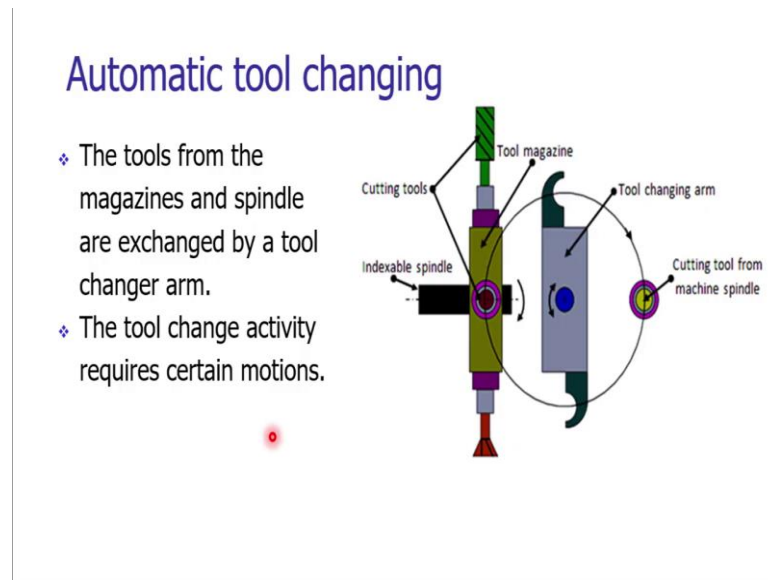 Automatic tool changing
The tools from the
magazines and spindle
are exchanged by a tool
changer arm.
The tool change activity
requires certain motions.
Tool magazine
Cutting tools
Tool changing arm
Indexable spindle
Cutting tool from
machine spindle